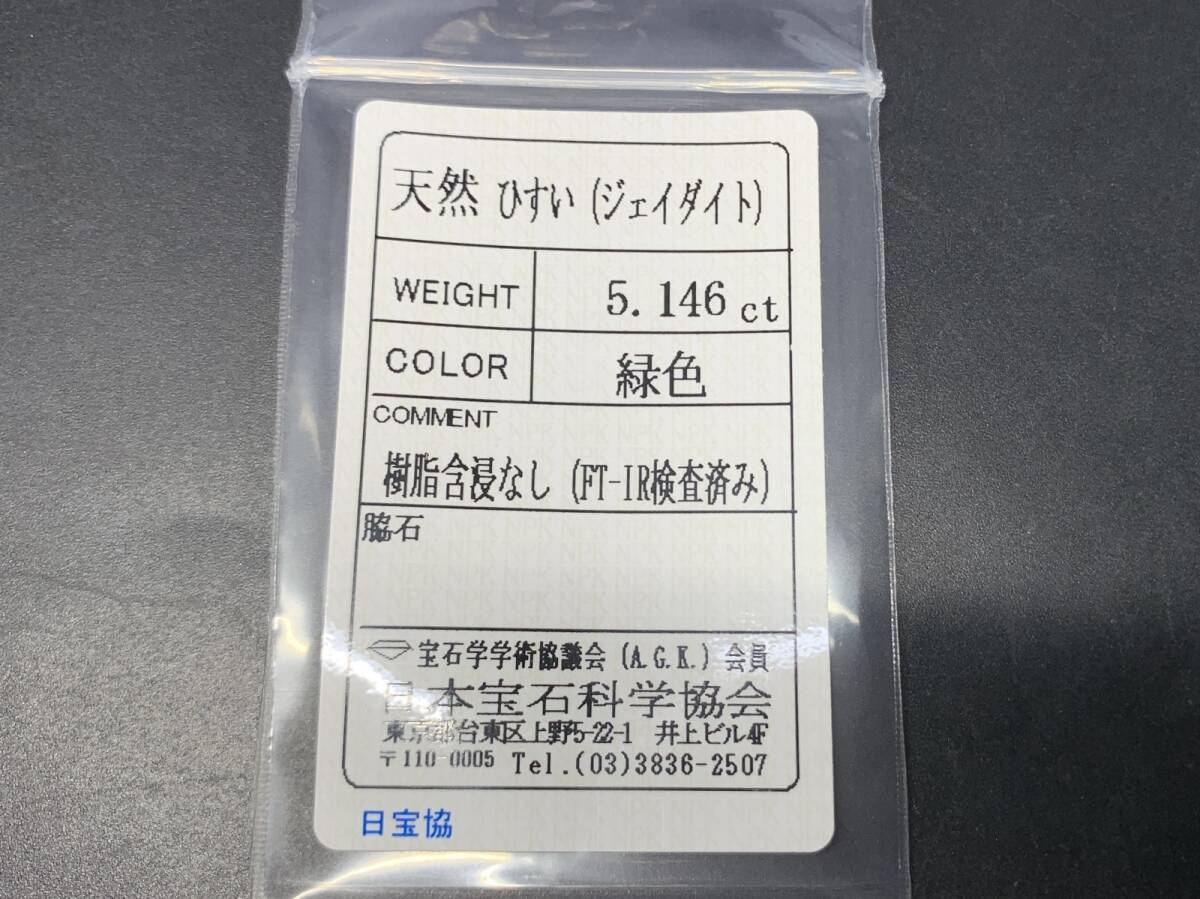 天然 ひすい (ジェイダイト)
WEIGHT 5.146 ct
COLOR 緑色
COMMENT
樹脂含浸なし (FT-IR検査済み)
脇石
宝石学学術協議会 (A.G.K.) 会員
日本宝石科学協会
東京都台東区上野5-22-1 井上ビル4F
〒110-0005 Tel.(03)3836-2507
日宝協